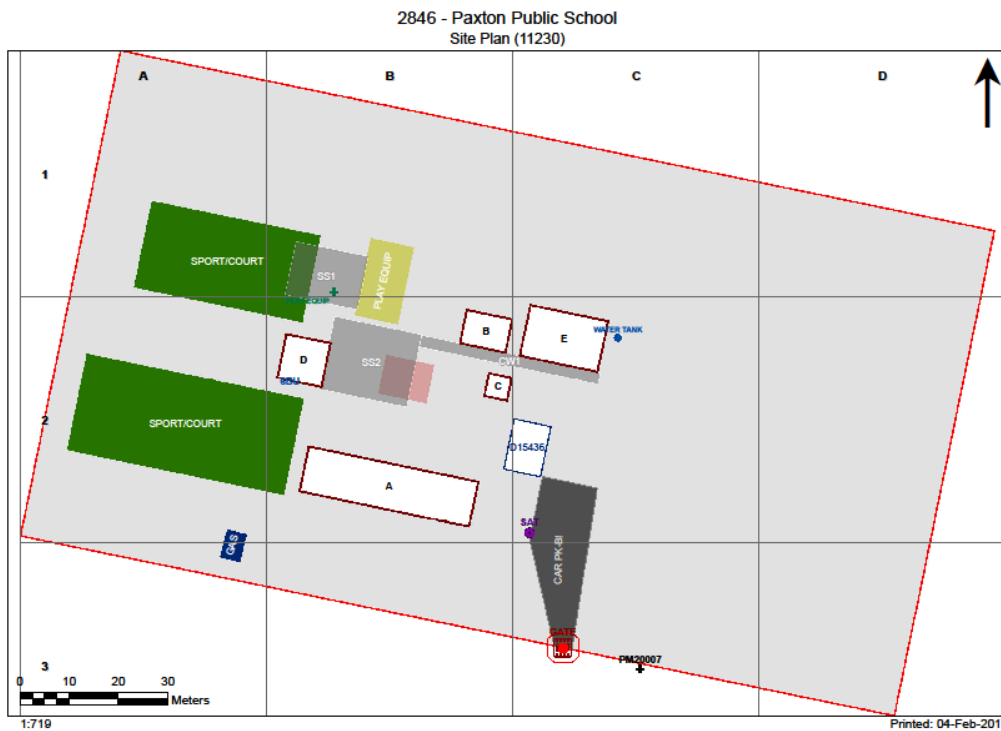 2846 - Paxton Public School
Site Plan (11230)
A B C D
1
SPORT/COURT
SS1
PLAY EQUIP
B
E
WATER TANK
D
SS2
CW1
C
2
SPORT/COURT
D15436
A
SAT
GAS
CAR PK-BI
GATE
3
PM20007
0 10 20 30
Meters
1:719
Printed: 04-Feb-201